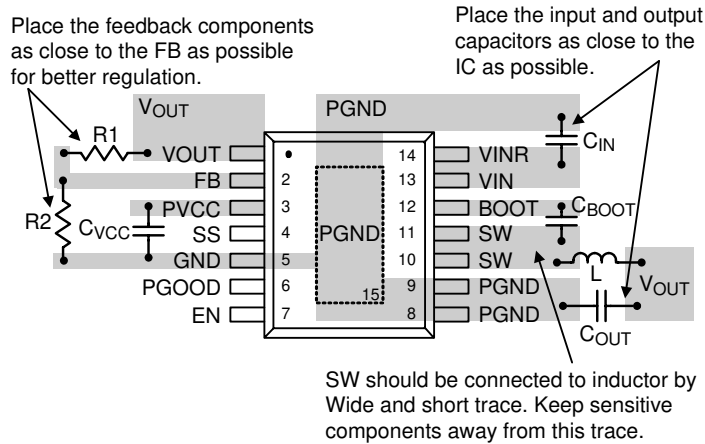 Place the feedback components
as close to the FB as possible
for better regulation.
Place the input and output
capacitors as close to the
IC as possible.
VOUT
PGND
R1
CIN
VOUT
14
VINR
FB
2
13
VIN
PVCC
3
12
BOOT
CBOOT
R2
CVCC
SS
4
PGND
11
SW
GND
5
10
SW
L
VOUT
PGOOD
6
15
9
PGND
EN
7
8
PGND
COUT
SW should be connected to inductor by
Wide and short trace. Keep sensitive
components away from this trace.